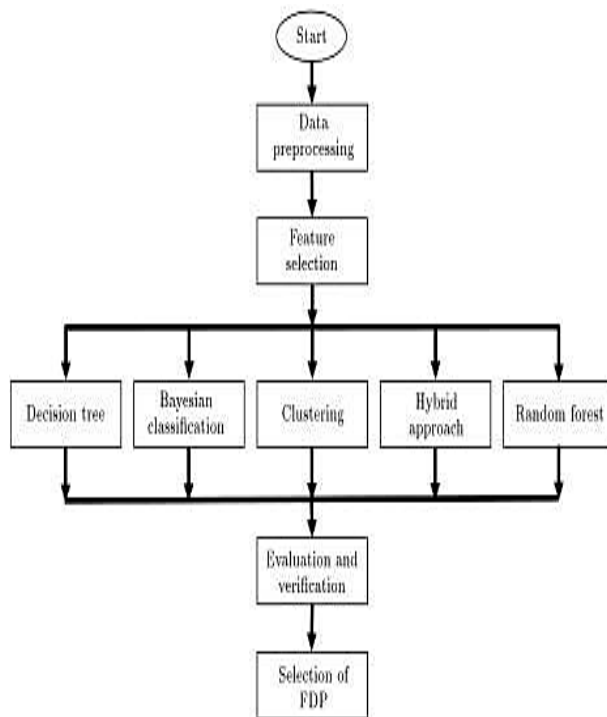 Start
Data
preprocessing
Feature
selection
Decision tree
Bayesian
classification
Clustering
Hybrid
approach
Random forest
Evaluation and
verification
Selection of
FDP